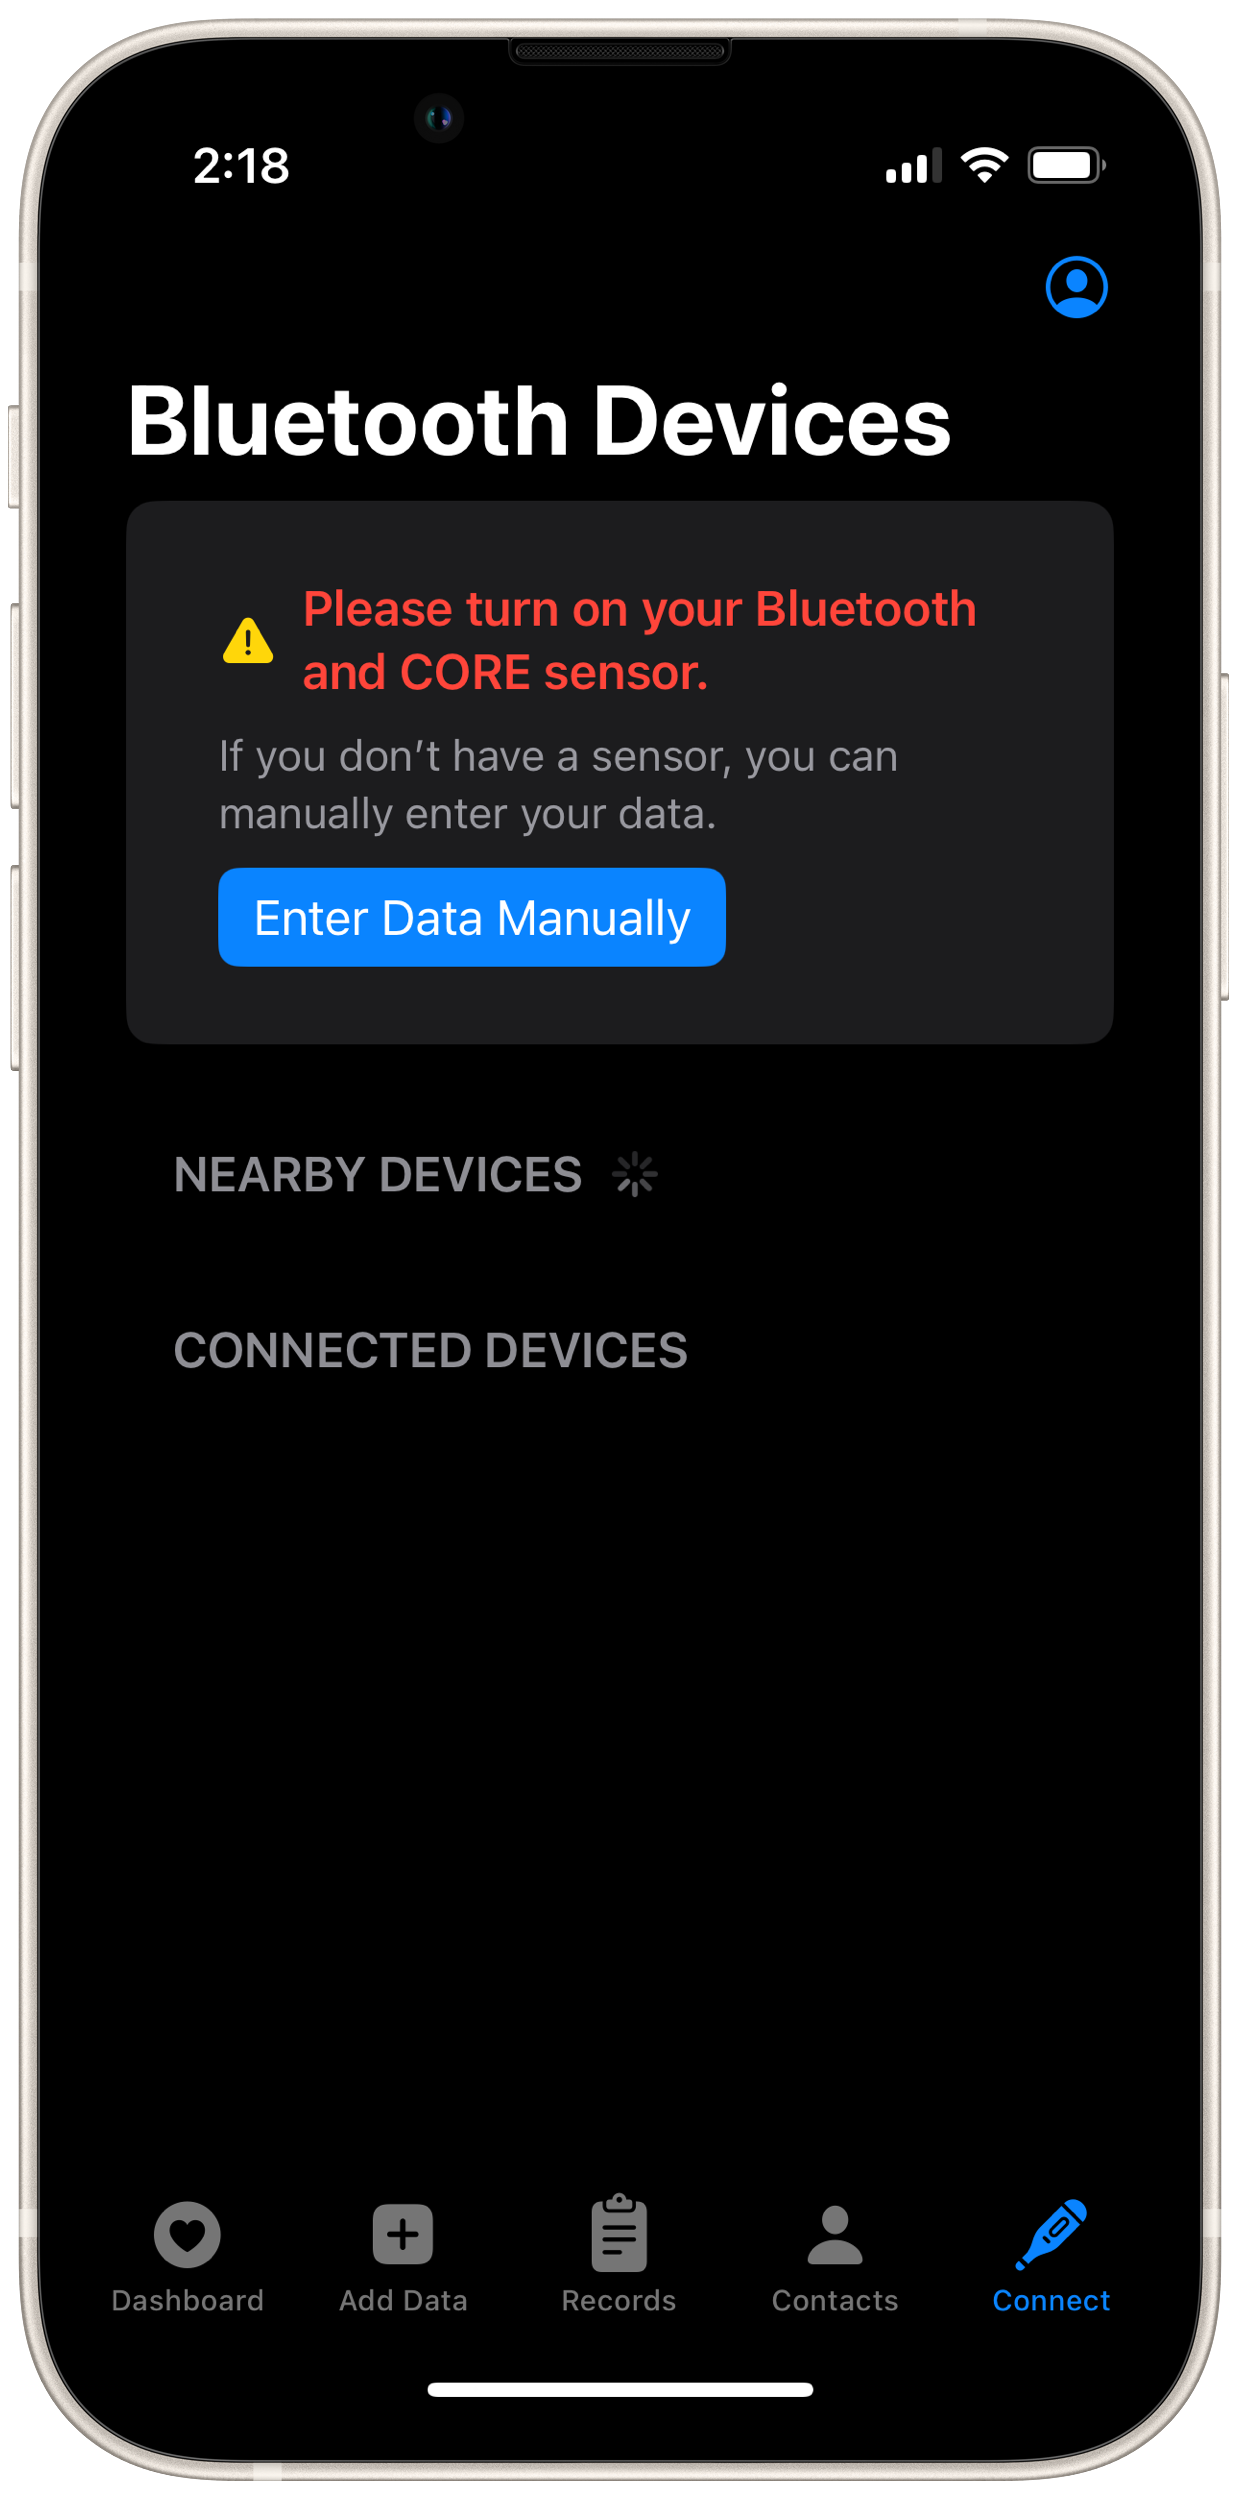 2:18
Bluetooth Devices
Please turn on your Bluetooth
and CORE sensor.
If you don’t have a sensor, you can
manually enter your data.
Enter Data Manually
NEARBY DEVICES
CONNECTED DEVICES
Dashboard
Add Data
Records
Contacts
Connect